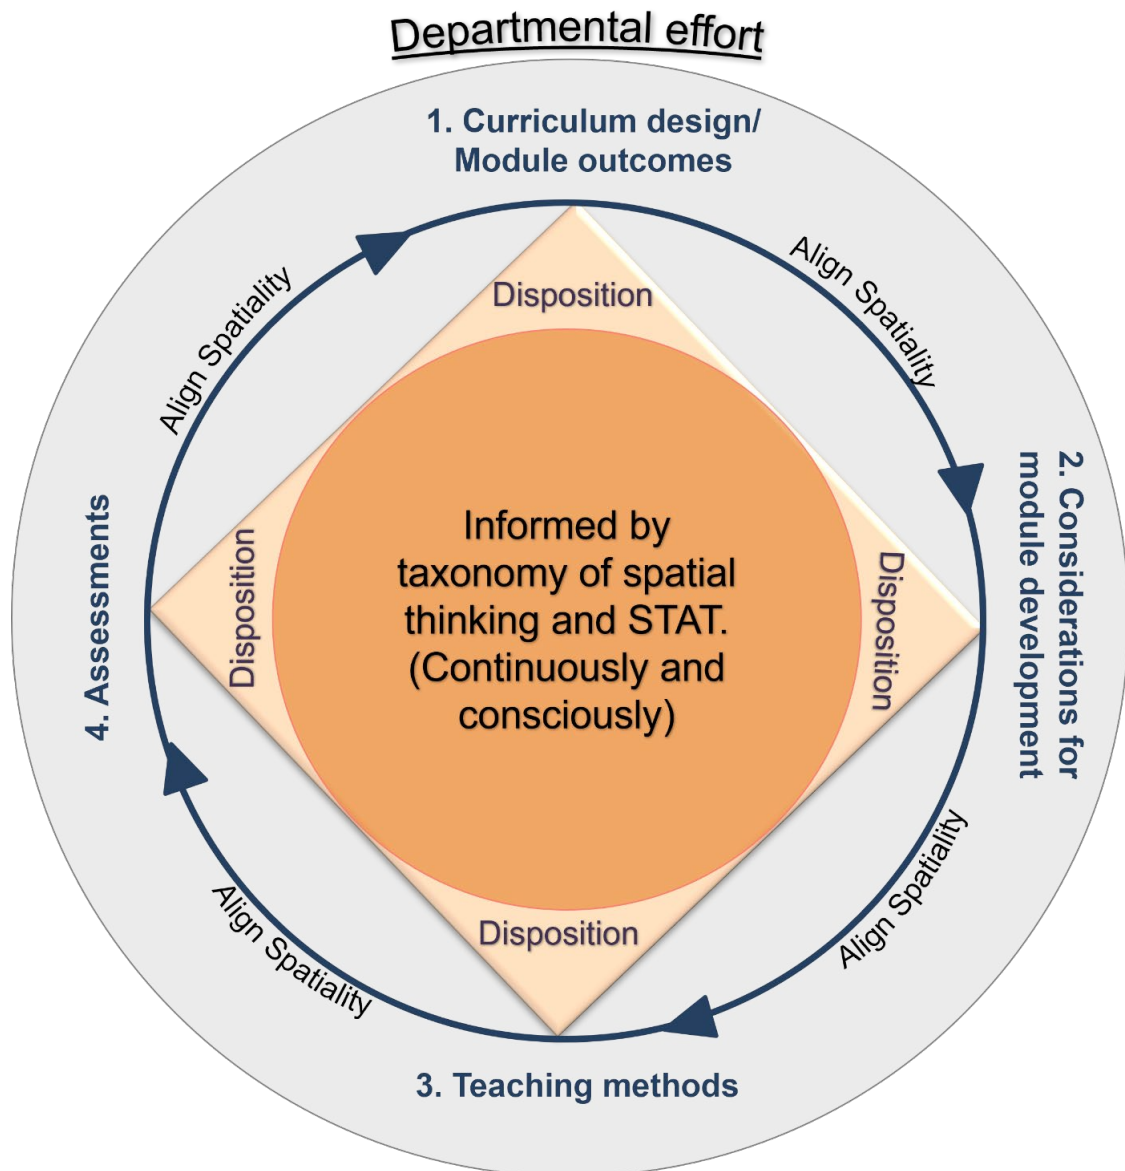 Departmental effort
1. Curriculum design/
Module outcomes
Align Spatiality
Align Spatiality
Disposition
2. Considerations for
module development
Informed by
taxonomy of spatial
thinking and STAT.
(Continuously and
consciously)
Disposition
Disposition
4. Assessments
Disposition
Align Spatiality
Align Spatiality
3. Teaching methods